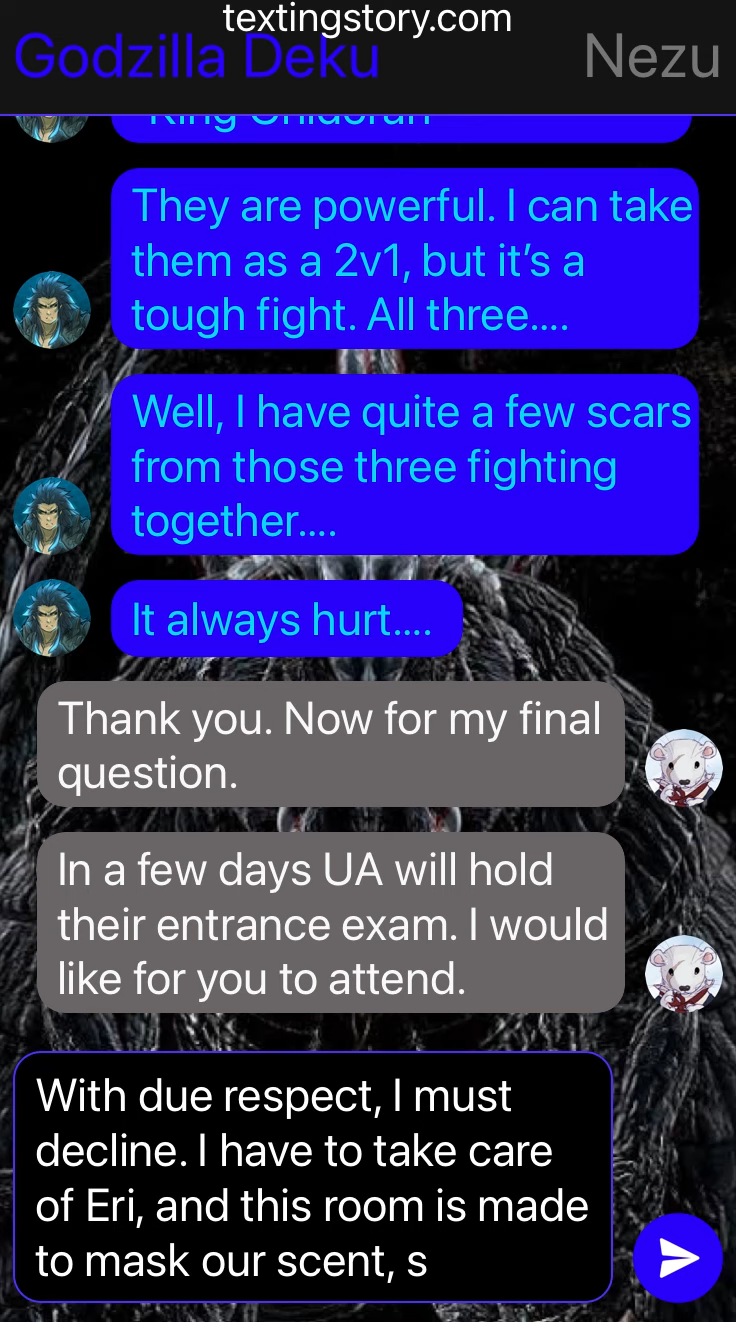 textingstory.com
Godzilla Deku Nezu
King Ghidorah
They are powerful. I can take
them as a 2v1, but it’s a
tough fight. All three....
Well, I have quite a few scars
from those three fighting
together....
It always hurt....
Thank you. Now for my final
question.
In a few days UA will hold
their entrance exam. I would
like for you to attend.
With due respect, I must
decline. I have to take care
of Eri, and this room is made
to mask our scent, s